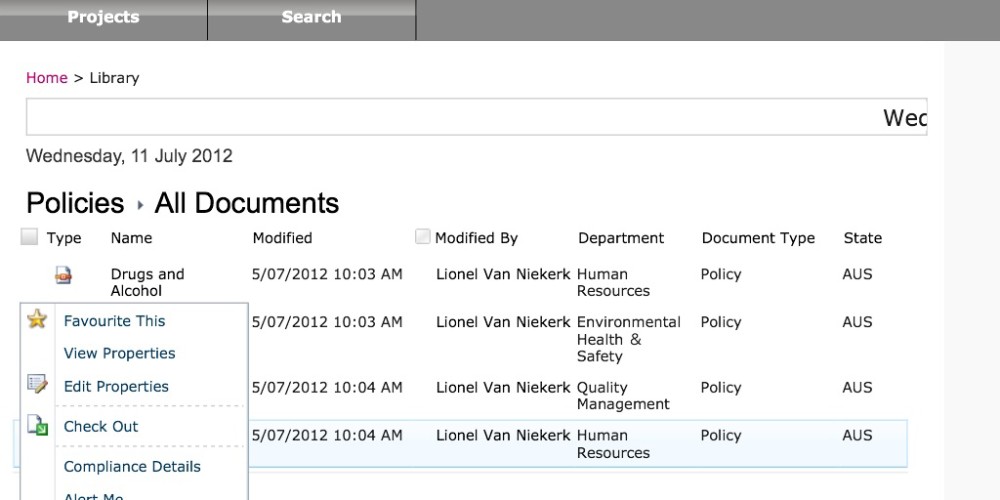 Projects Search
Home > Library
Wed
Wednesday, 11 July 2012
Policies All Documents
Type Name Modified Modified By Department Document Type State
Drugs and 5/07/2012 10:03 AM Lionel Van Niekerk Human Policy AUS
Alcohol Resources
Favourite This 5/07/2012 10:03 AM Lionel Van Niekerk Environmental Policy AUS
Health &
View Properties Safety
Edit Properties 5/07/2012 10:04 AM Lionel Van Niekerk Quality Policy AUS
Management
Check Out 5/07/2012 10:04 AM Lionel Van Niekerk Human Policy AUS
Resources
Compliance Details
Alert Me